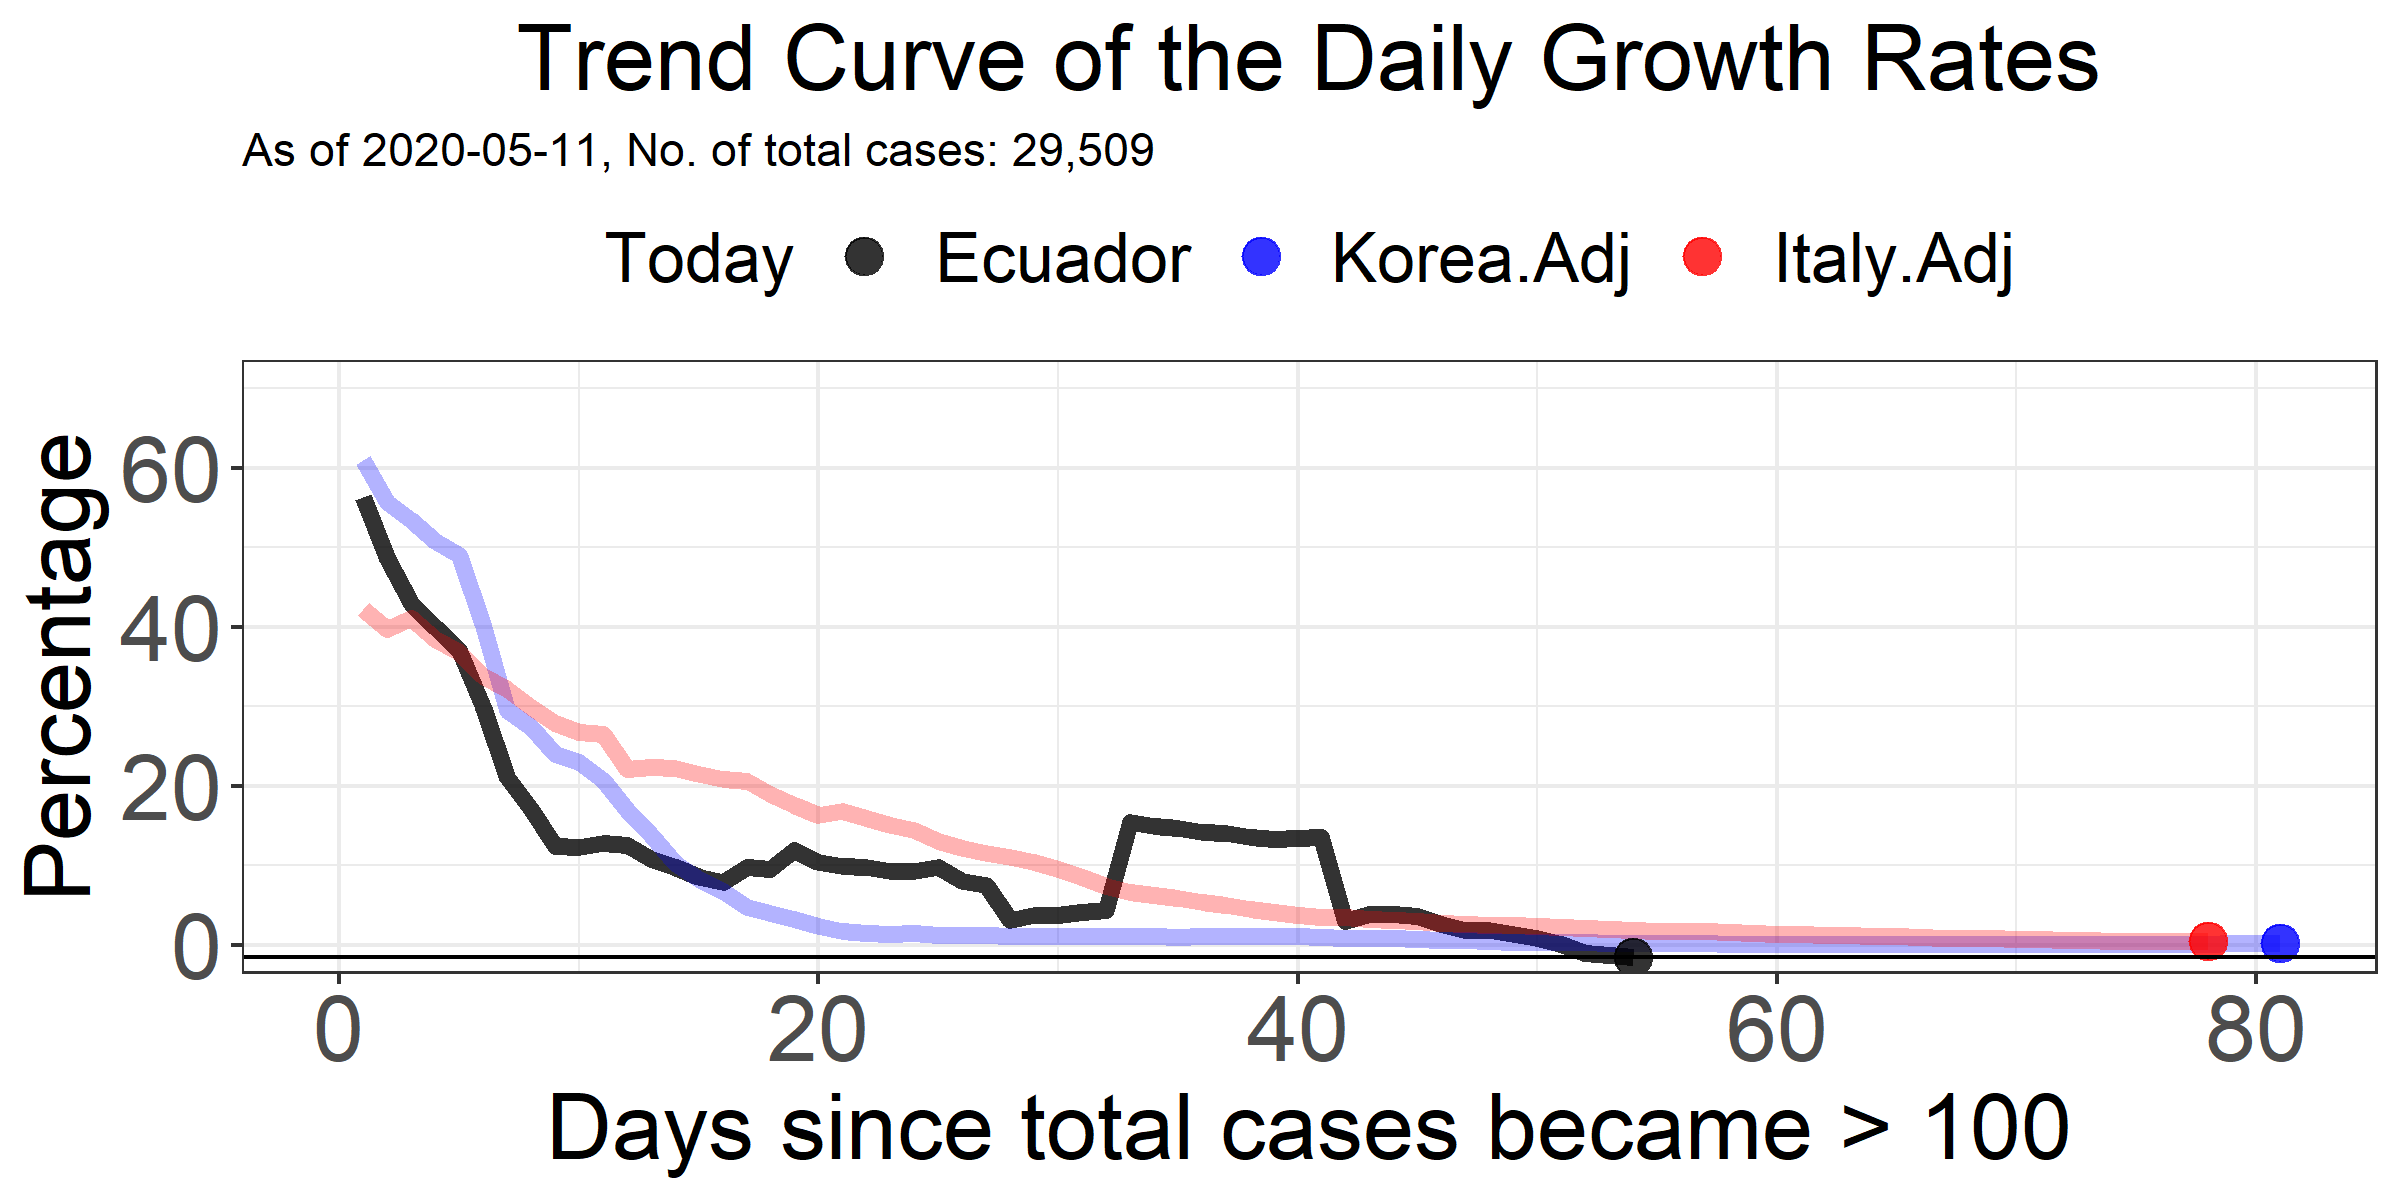 Trend Curve of the Daily Growth Rates
As of 2020-05-11, No. of total cases: 29,509
Today Ecuador Korea.Adj Italy.Adj
Percentage
60
40
20
0
0 20 40 60 80
Days since total cases became > 100